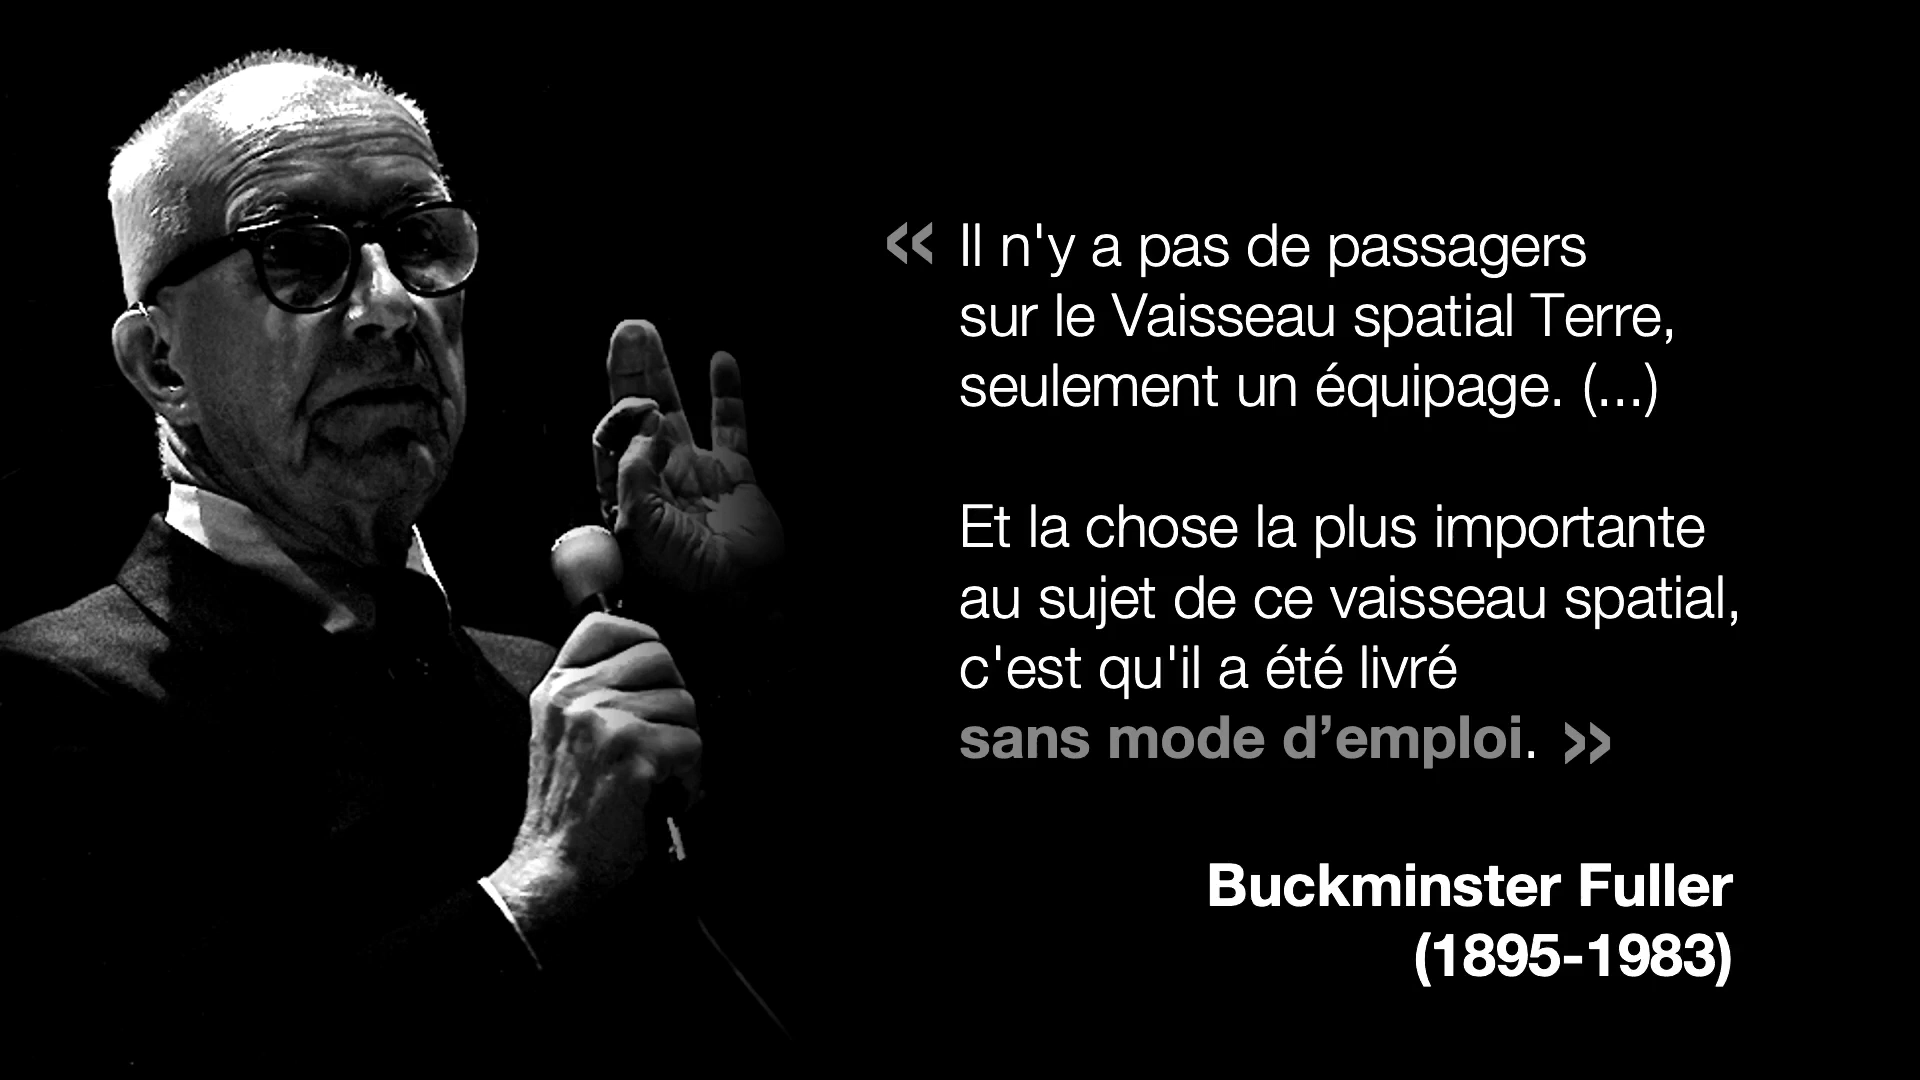 « Il n'y a pas de passagers
sur le Vaisseau spatial Terre,
seulement un équipage. (...)
Et la chose la plus importante
au sujet de ce vaisseau spatial,
c'est qu'il a été livré
sans mode d’emploi. »
Buckminster Fuller
(1895-1983)